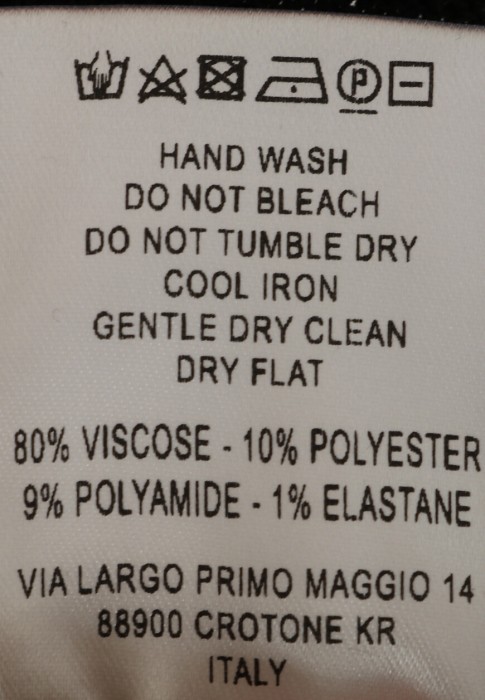 P
HAND WASH
DO NOT BLEACH
DO NOT TUMBLE DRY
COOL IRON
GENTLE DRY CLEAN
DRY FLAT
80% VISCOSE - 10% POLYESTER
9% POLYAMIDE - 1% ELASTANE
VIA LARGO PRIMO MAGGIO 14
88900 CROTONE KR
ITALY